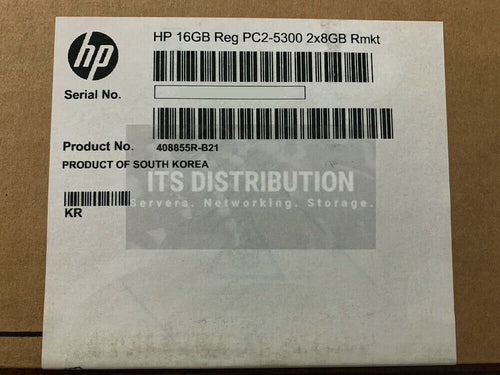 hp
HP 16GB Reg PC2-5300 2x8GB Rmkt
Serial No.
Product No. 408855R-B21
PRODUCT OF SOUTH KOREA
ITS DISTRIBUTION
Servers. Networking. Storage.
KR